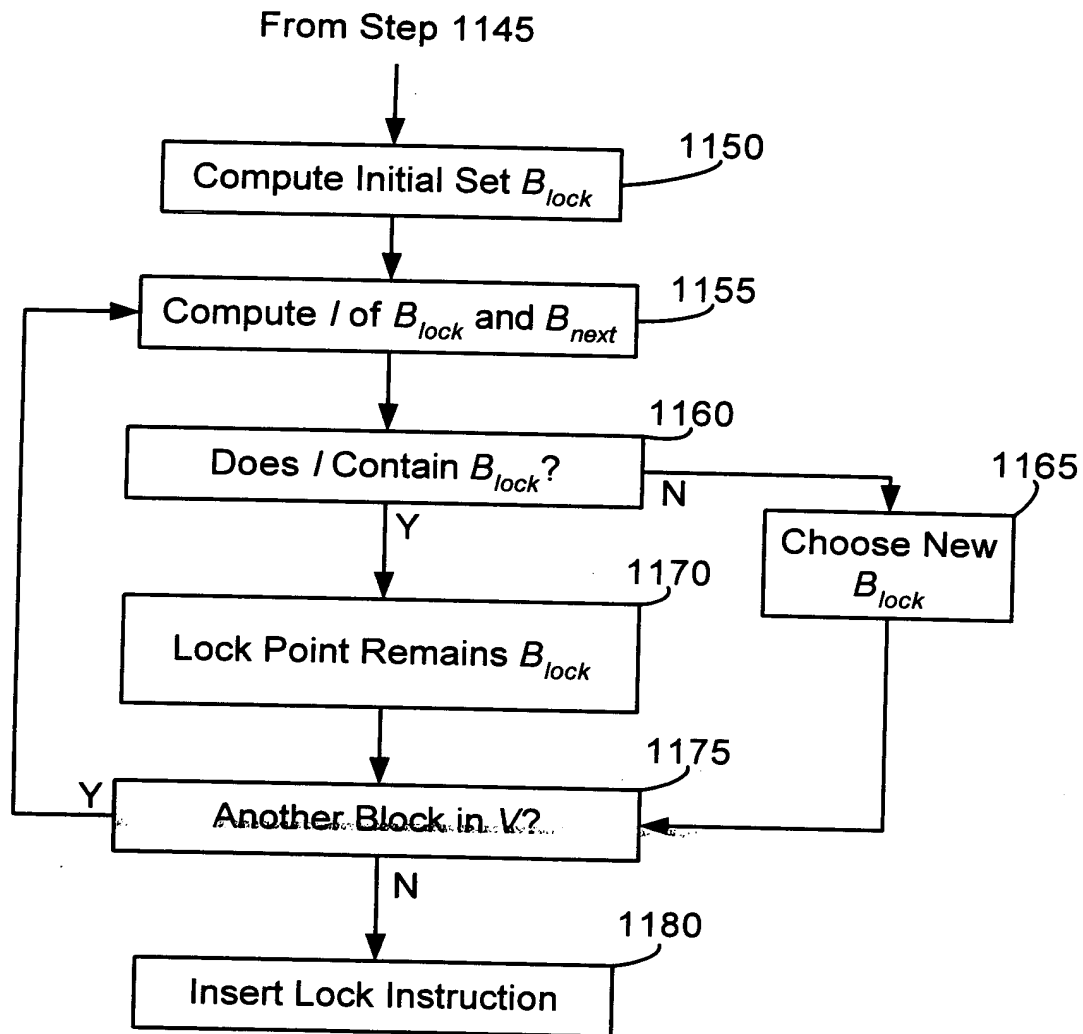 From Step 1145
1150
Compute Initial Set B_lock
1155
Compute I of B_lock and B_next
1160
Does I Contain B_lock?
N
1165
Y
Choose New
B_lock
1170
Lock Point Remains B_lock
1175
Y
Another Block in V?
N
1180
Insert Lock Instruction